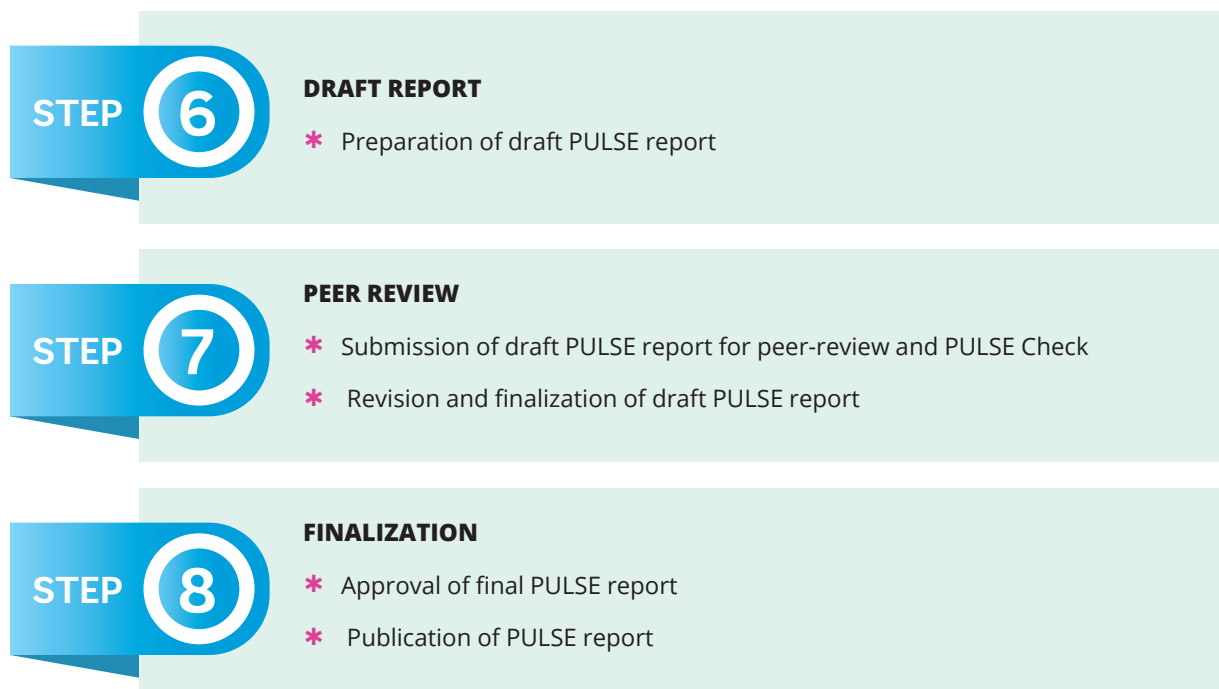 STEP 6
DRAFT REPORT
* Preparation of draft PULSE report
STEP 7
PEER REVIEW
* Submission of draft PULSE report for peer-review and PULSE Check
* Revision and finalization of draft PULSE report
STEP 8
FINALIZATION
* Approval of final PULSE report
* Publication of PULSE report